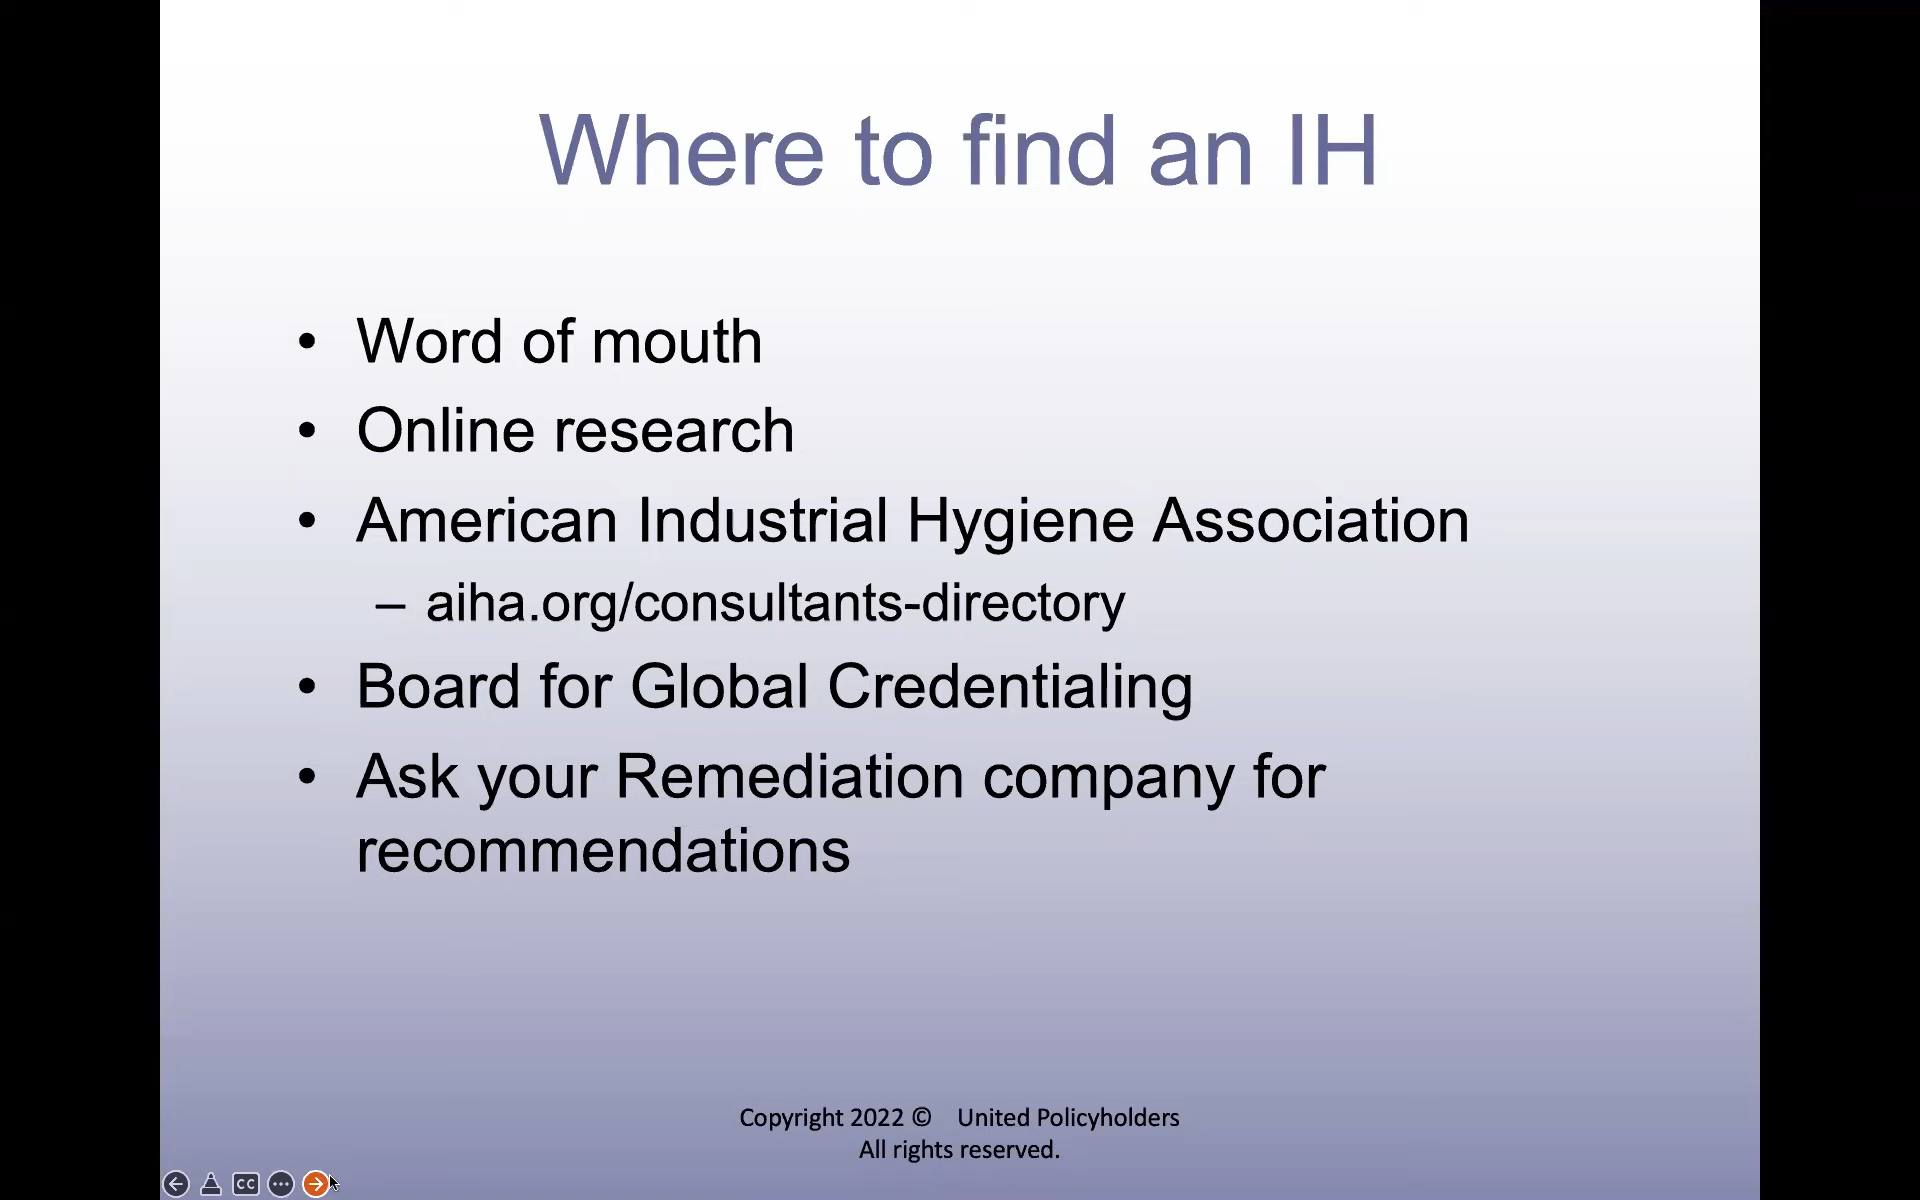 Where to find an IH
• Word of mouth
• Online research
• American Industrial Hygiene Association
– aiha.org/consultants-directory
• Board for Global Credentialing
• Ask your Remediation company for
recommendations
Copyright 2022 © United Policyholders
All rights reserved.
CC